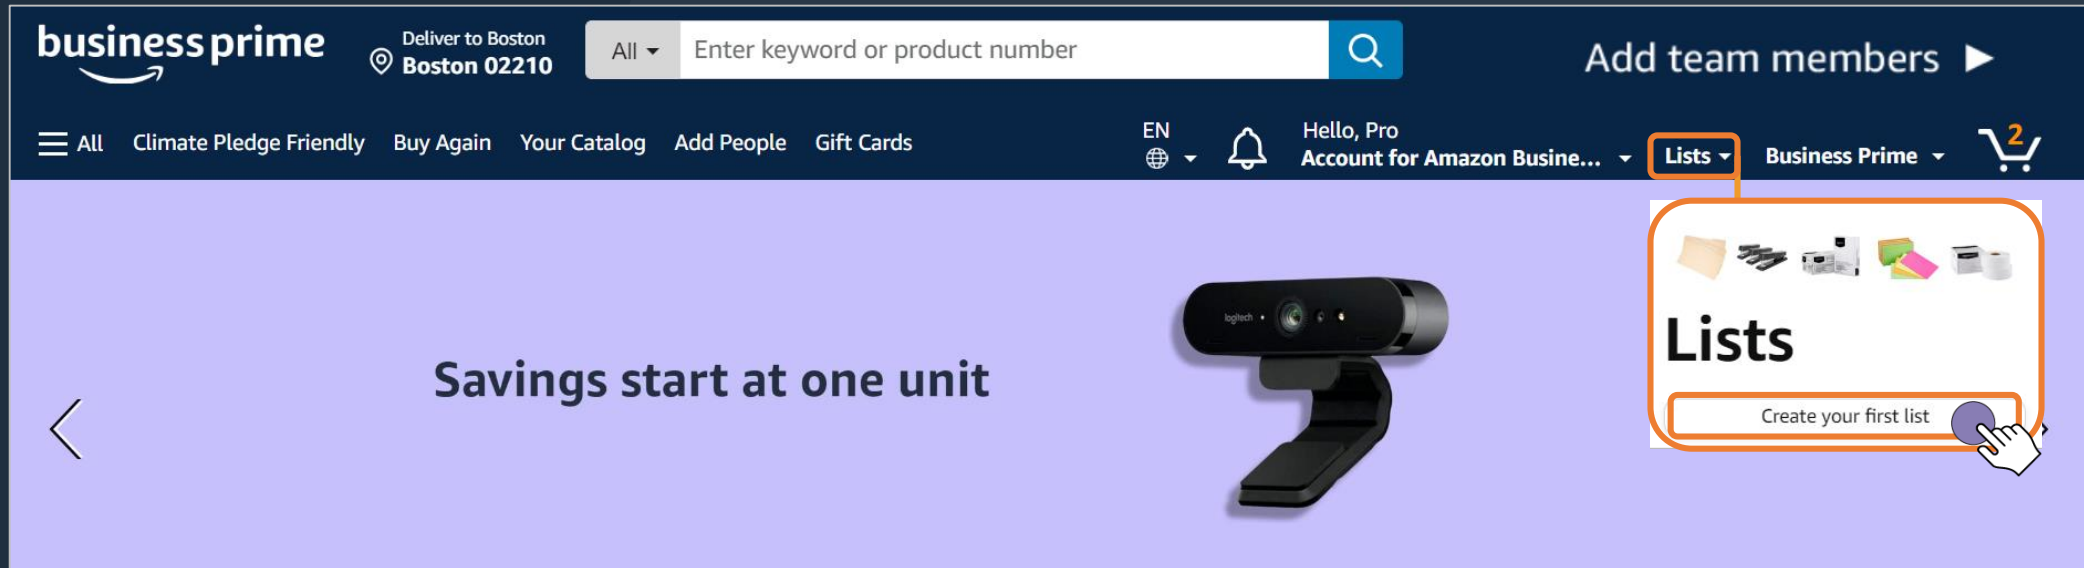 business prime
Deliver to Boston
Boston 02210
All
Enter keyword or product number
Add team members
All
Climate Pledge Friendly
Buy Again
Your Catalog
Add People
Gift Cards
EN
Hello, Pro
Account for Amazon Busine...
Lists
Business Prime
2
Savings start at one unit
logitech
Lists
Create your first list